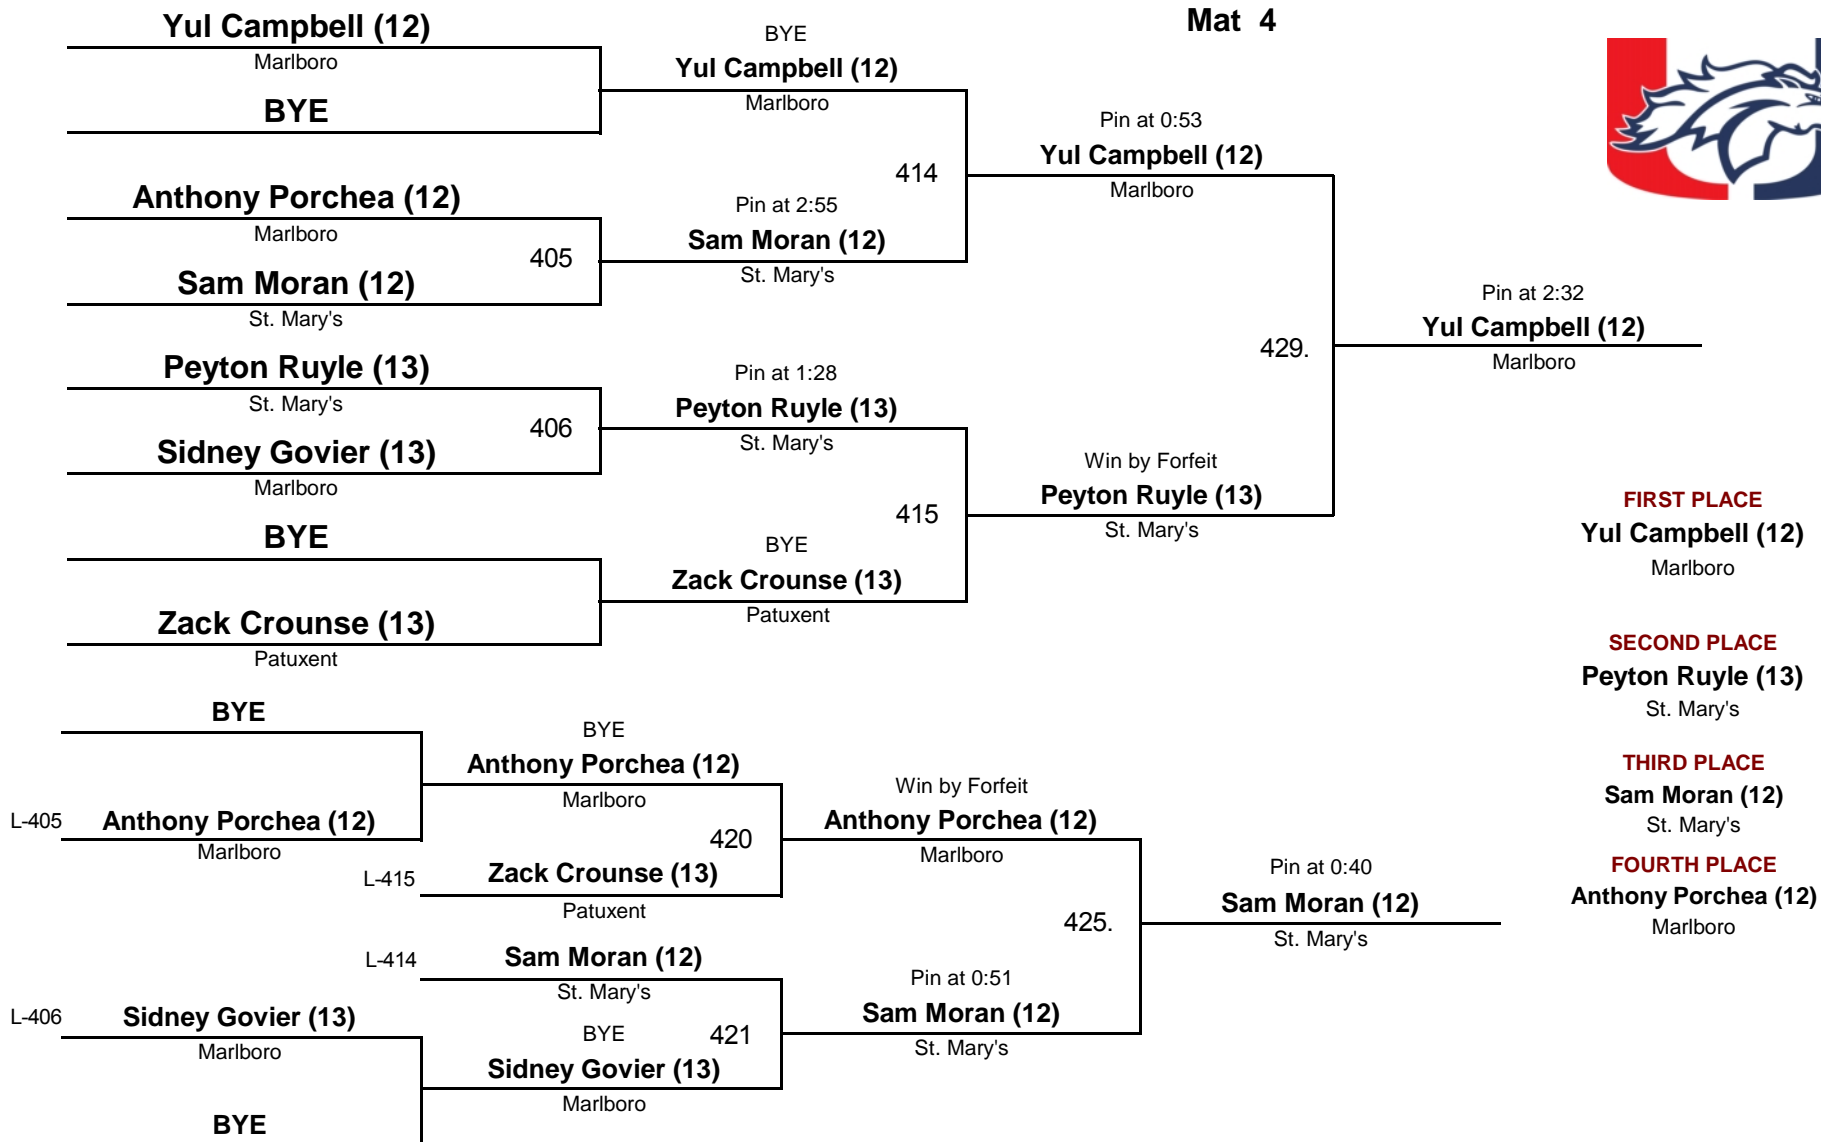 Mat 4
Yul Campbell (12)
Marlboro
BYE
Anthony Porchea (12)
Marlboro
405
Sam Moran (12)
St. Mary's
Peyton Ruyle (13)
St. Mary's
406
Sidney Govier (13)
Marlboro
BYE
Zack Crounse (13)
Patuxent
BYE
Yul Campbell (12)
Marlboro
414
Pin at 2:55
Sam Moran (12)
St. Mary's
Pin at 1:28
Peyton Ruyle (13)
St. Mary's
415
BYE
Zack Crounse (13)
Patuxent
Pin at 0:53
Yul Campbell (12)
Marlboro
429.
Win by Forfeit
Peyton Ruyle (13)
St. Mary's
Pin at 2:32
Yul Campbell (12)
Marlboro
FIRST PLACE
Yul Campbell (12)
Marlboro
SECOND PLACE
Peyton Ruyle (13)
St. Mary's
THIRD PLACE
Sam Moran (12)
St. Mary's
FOURTH PLACE
Anthony Porchea (12)
Marlboro
BYE
L-405 Anthony Porchea (12)
Marlboro
L-406 Sidney Govier (13)
Marlboro
BYE
BYE
Anthony Porchea (12)
Marlboro
420
L-415 Zack Crounse (13)
Patuxent
L-414 Sam Moran (12)
St. Mary's
BYE 421
Sidney Govier (13)
Marlboro
Win by Forfeit
Anthony Porchea (12)
Marlboro
425.
Pin at 0:51
Sam Moran (12)
St. Mary's
Pin at 0:40
Sam Moran (12)
St. Mary's